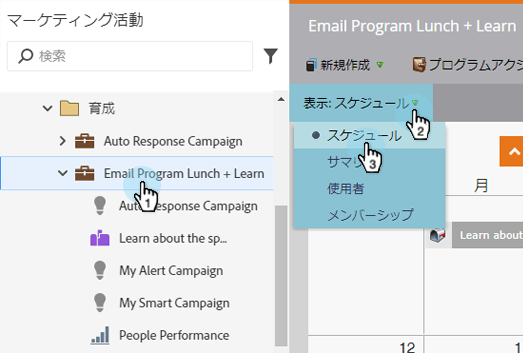 マーケティング活動
検索
育成
Auto Response Campaign
Email Program Lunch + Learn
1
Auto Response Campaign
Learn about the sp...
My Alert Campaign
My Smart Campaign
People Performance
Email Program Lunch + Learn
新規作成
プログラムアクシ
表示: スケジュール
2
スケジュール
3
サマリ
使用者
メンバーシップ
月
Learn about
12